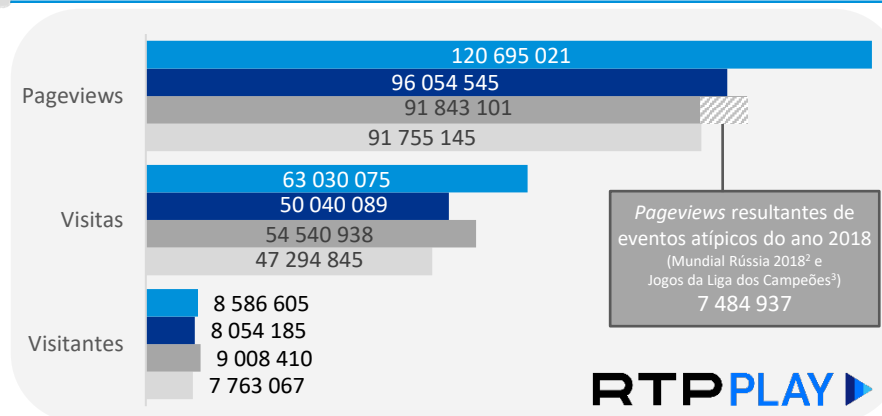 120 695 021
Pageviews
96 054 545
91 843 101
91 755 145
63 030 075
Visitas
50 040 089
54 540 938
47 294 845
Pageviews resultantes de
eventos atípicos do ano 2018
(Mundial Rússia 2018² e
Jogos da Liga dos Campeões³)
7 484 937
8 586 605
Visitantes
8 054 185
9 008 410
7 763 067
RTP PLAY